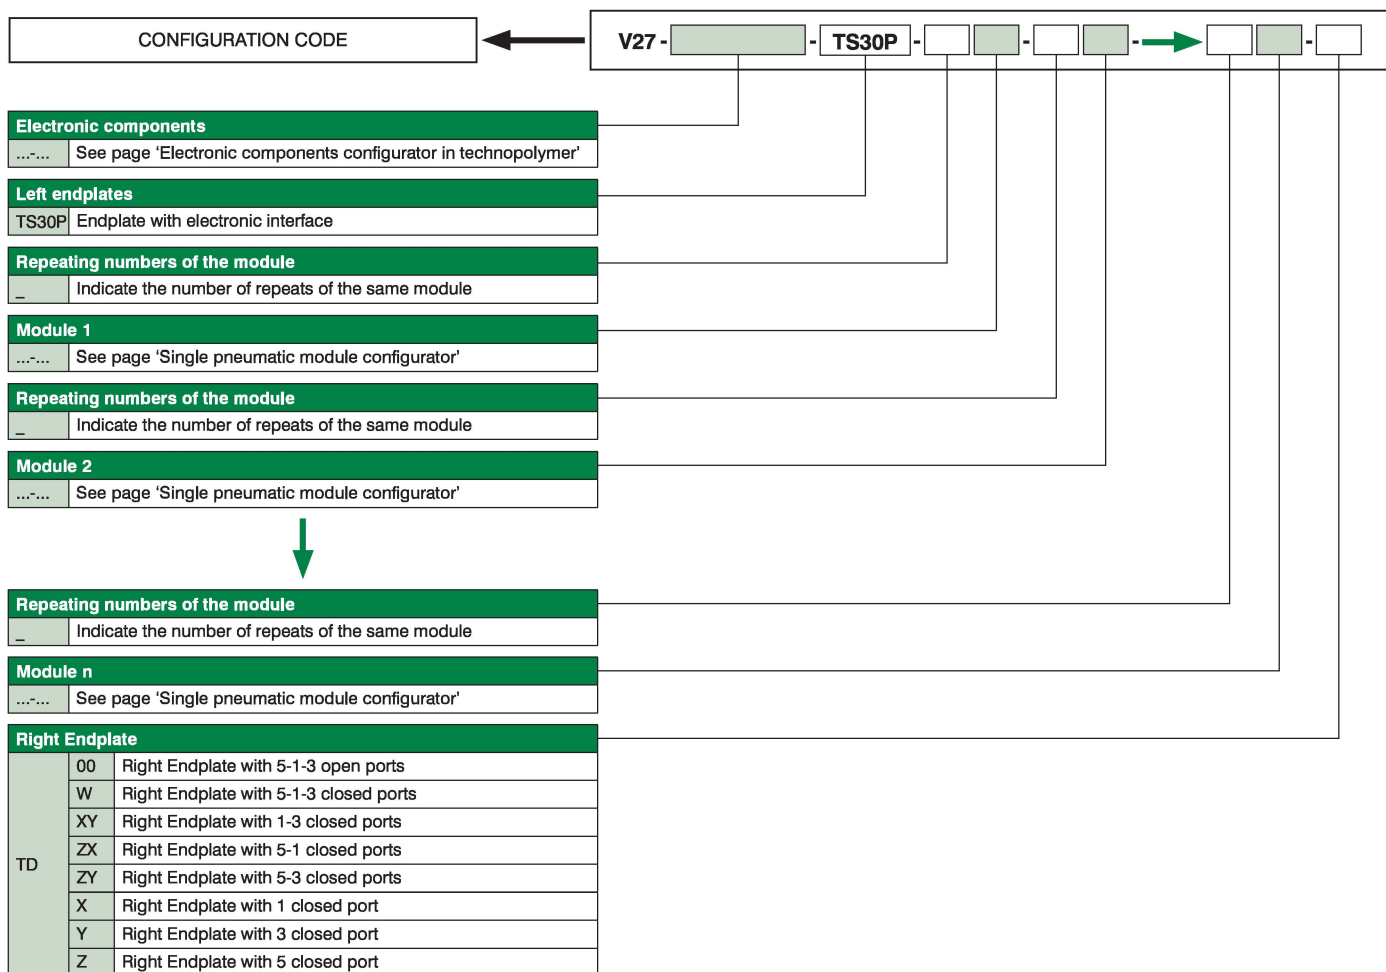 CONFIGURATION CODE
V27 - - TS30P - - - - -
Electronic components
...-... See page ‘Electronic components configurator in technopolymer’
Left endplates
TS30P Endplate with electronic interface
Repeating numbers of the module
_ Indicate the number of repeats of the same module
Module 1
...-... See page ‘Single pneumatic module configurator’
Repeating numbers of the module
_ Indicate the number of repeats of the same module
Module 2
...-... See page ‘Single pneumatic module configurator’
Repeating numbers of the module
_ Indicate the number of repeats of the same module
Module n
...-... See page ‘Single pneumatic module configurator’
Right Endplate
TD
00 Right Endplate with 5-1-3 open ports
W Right Endplate with 5-1-3 closed ports
XY Right Endplate with 1-3 closed ports
ZX Right Endplate with 5-1 closed ports
ZY Right Endplate with 5-3 closed ports
X Right Endplate with 1 closed port
Y Right Endplate with 3 closed port
Z Right Endplate with 5 closed port